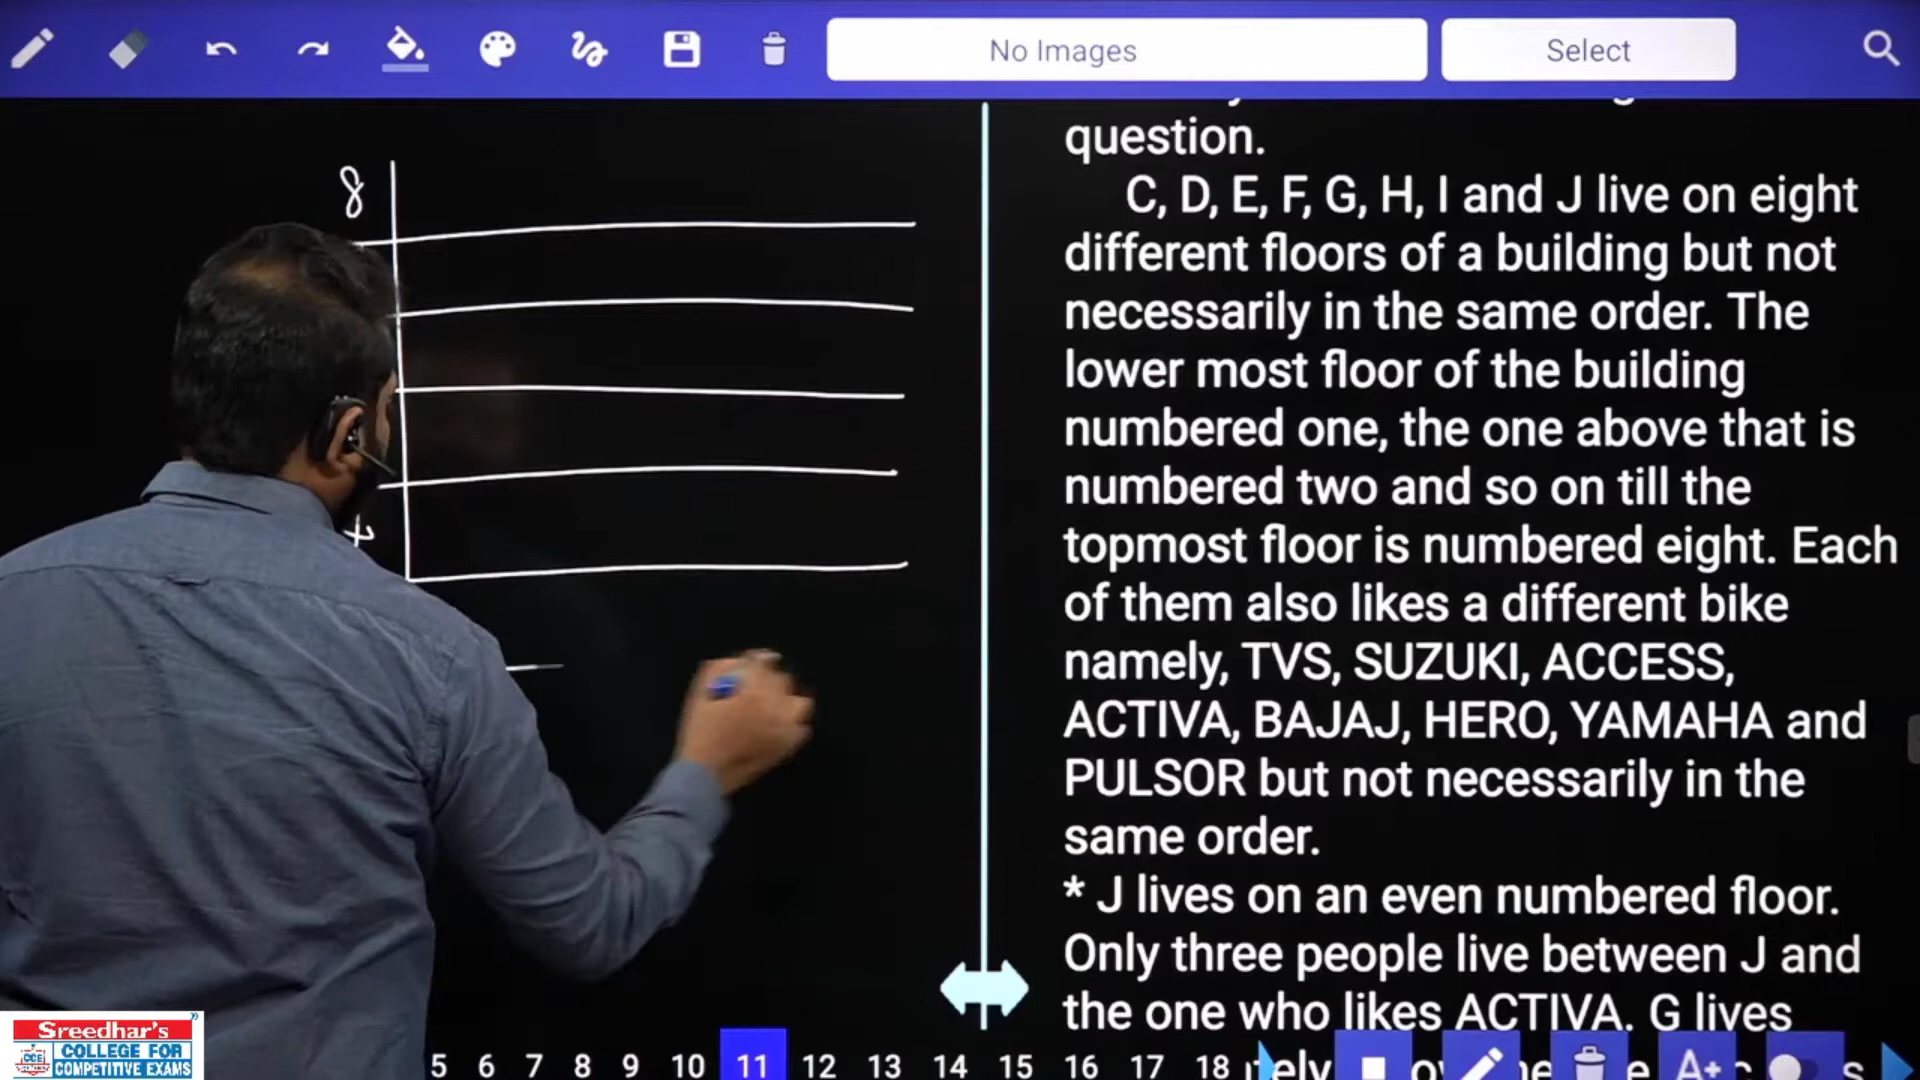 No Images
Select
question.
C, D, E, F, G, H, I and J live on eight
different floors of a building but not
necessarily in the same order. The
lower most floor of the building
numbered one, the one above that is
numbered two and so on till the
topmost floor is numbered eight. Each
of them also likes a different bike
namely, TVS, SUZUKI, ACCESS,
ACTIVA, BAJAJ, HERO, YAMAHA and
PULSOR but not necessarily in the
same order.
* J lives on an even numbered floor.
Only three people live between J and
the one who likes ACTIVA. G lives
8
5 6 7 8 9 10 11 12 13 14 15 16 17 18
A+
Sreedhar's
CCE
COLLEGE FOR
COMPETITIVE EXAMS